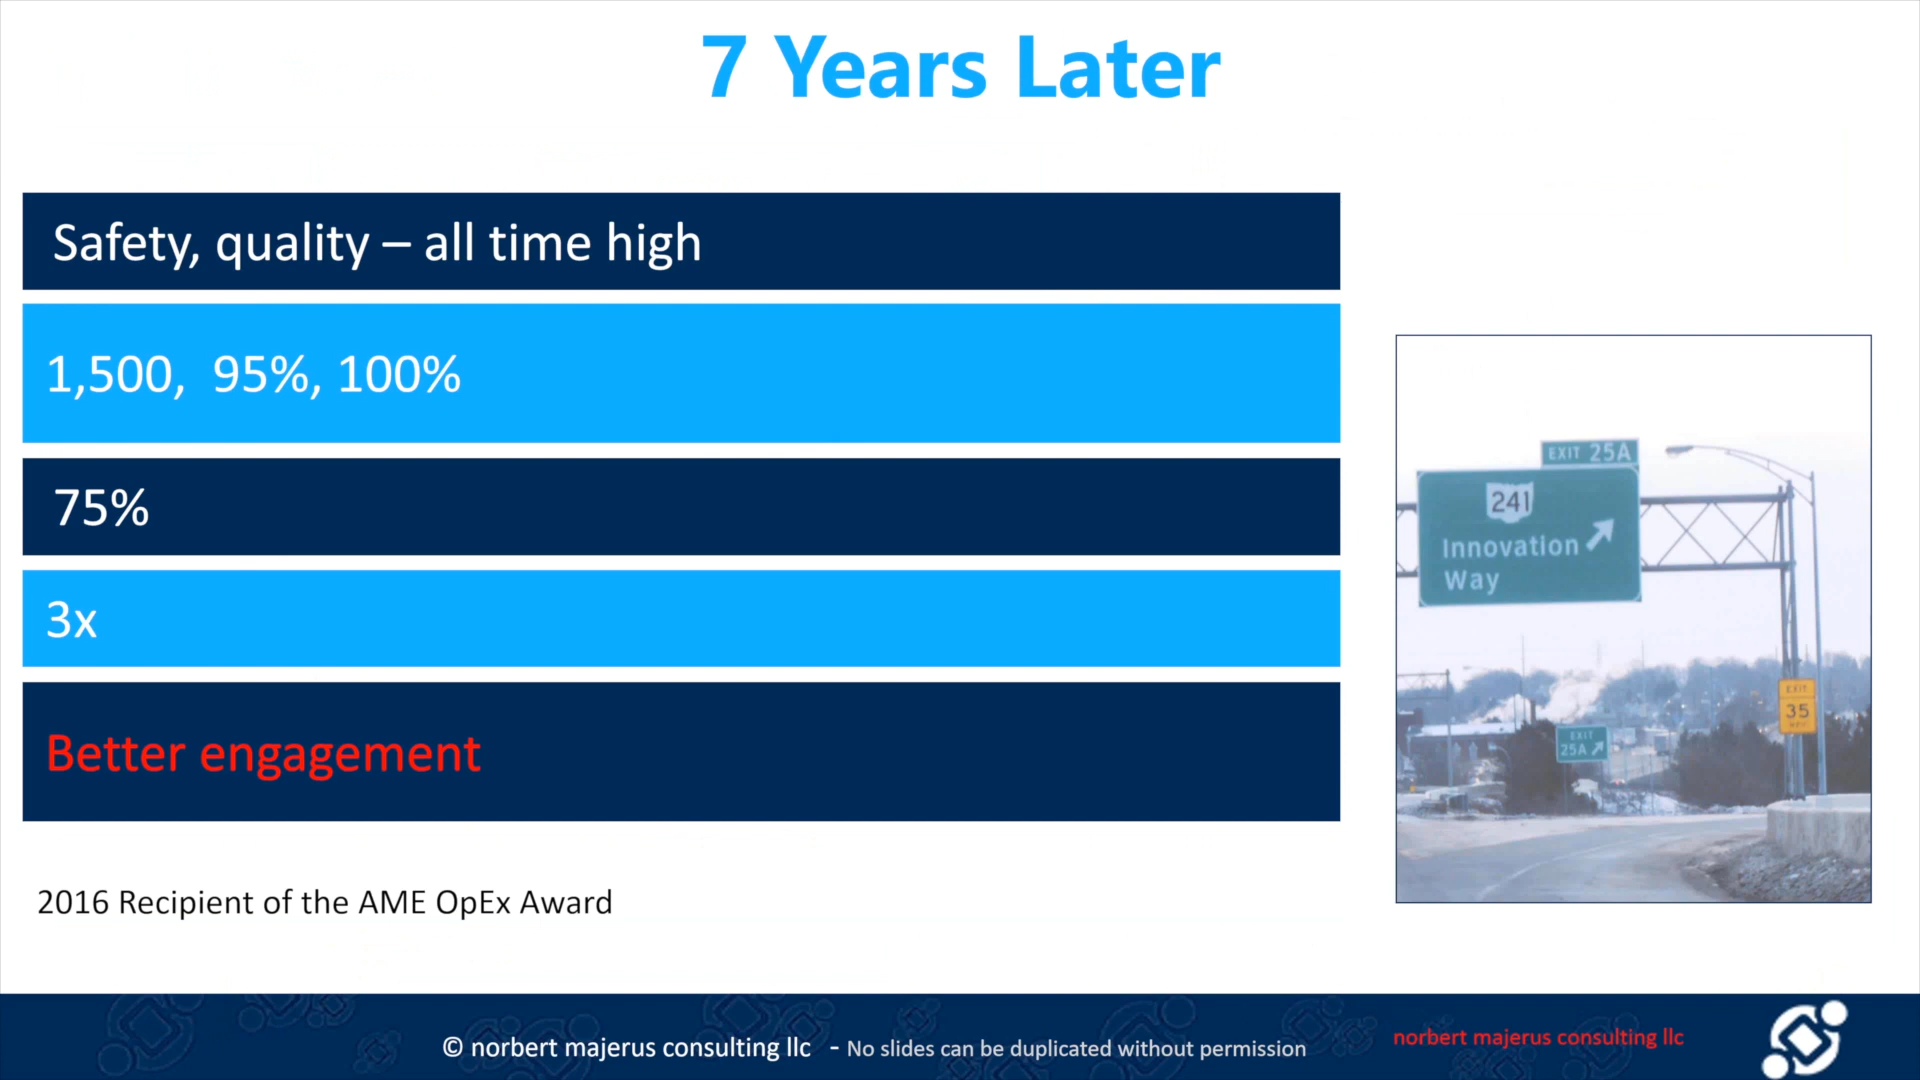 7 Years Later
Safety, quality – all time high
1,500, 95%, 100%
75%
3x
Better engagement
2016 Recipient of the AME OpEx Award
EXIT 25A
241
Innovation
Way
EXIT
25A
EXIT
35
© norbert majerus consulting llc - No slides can be duplicated without permission
norbert majerus consulting llc